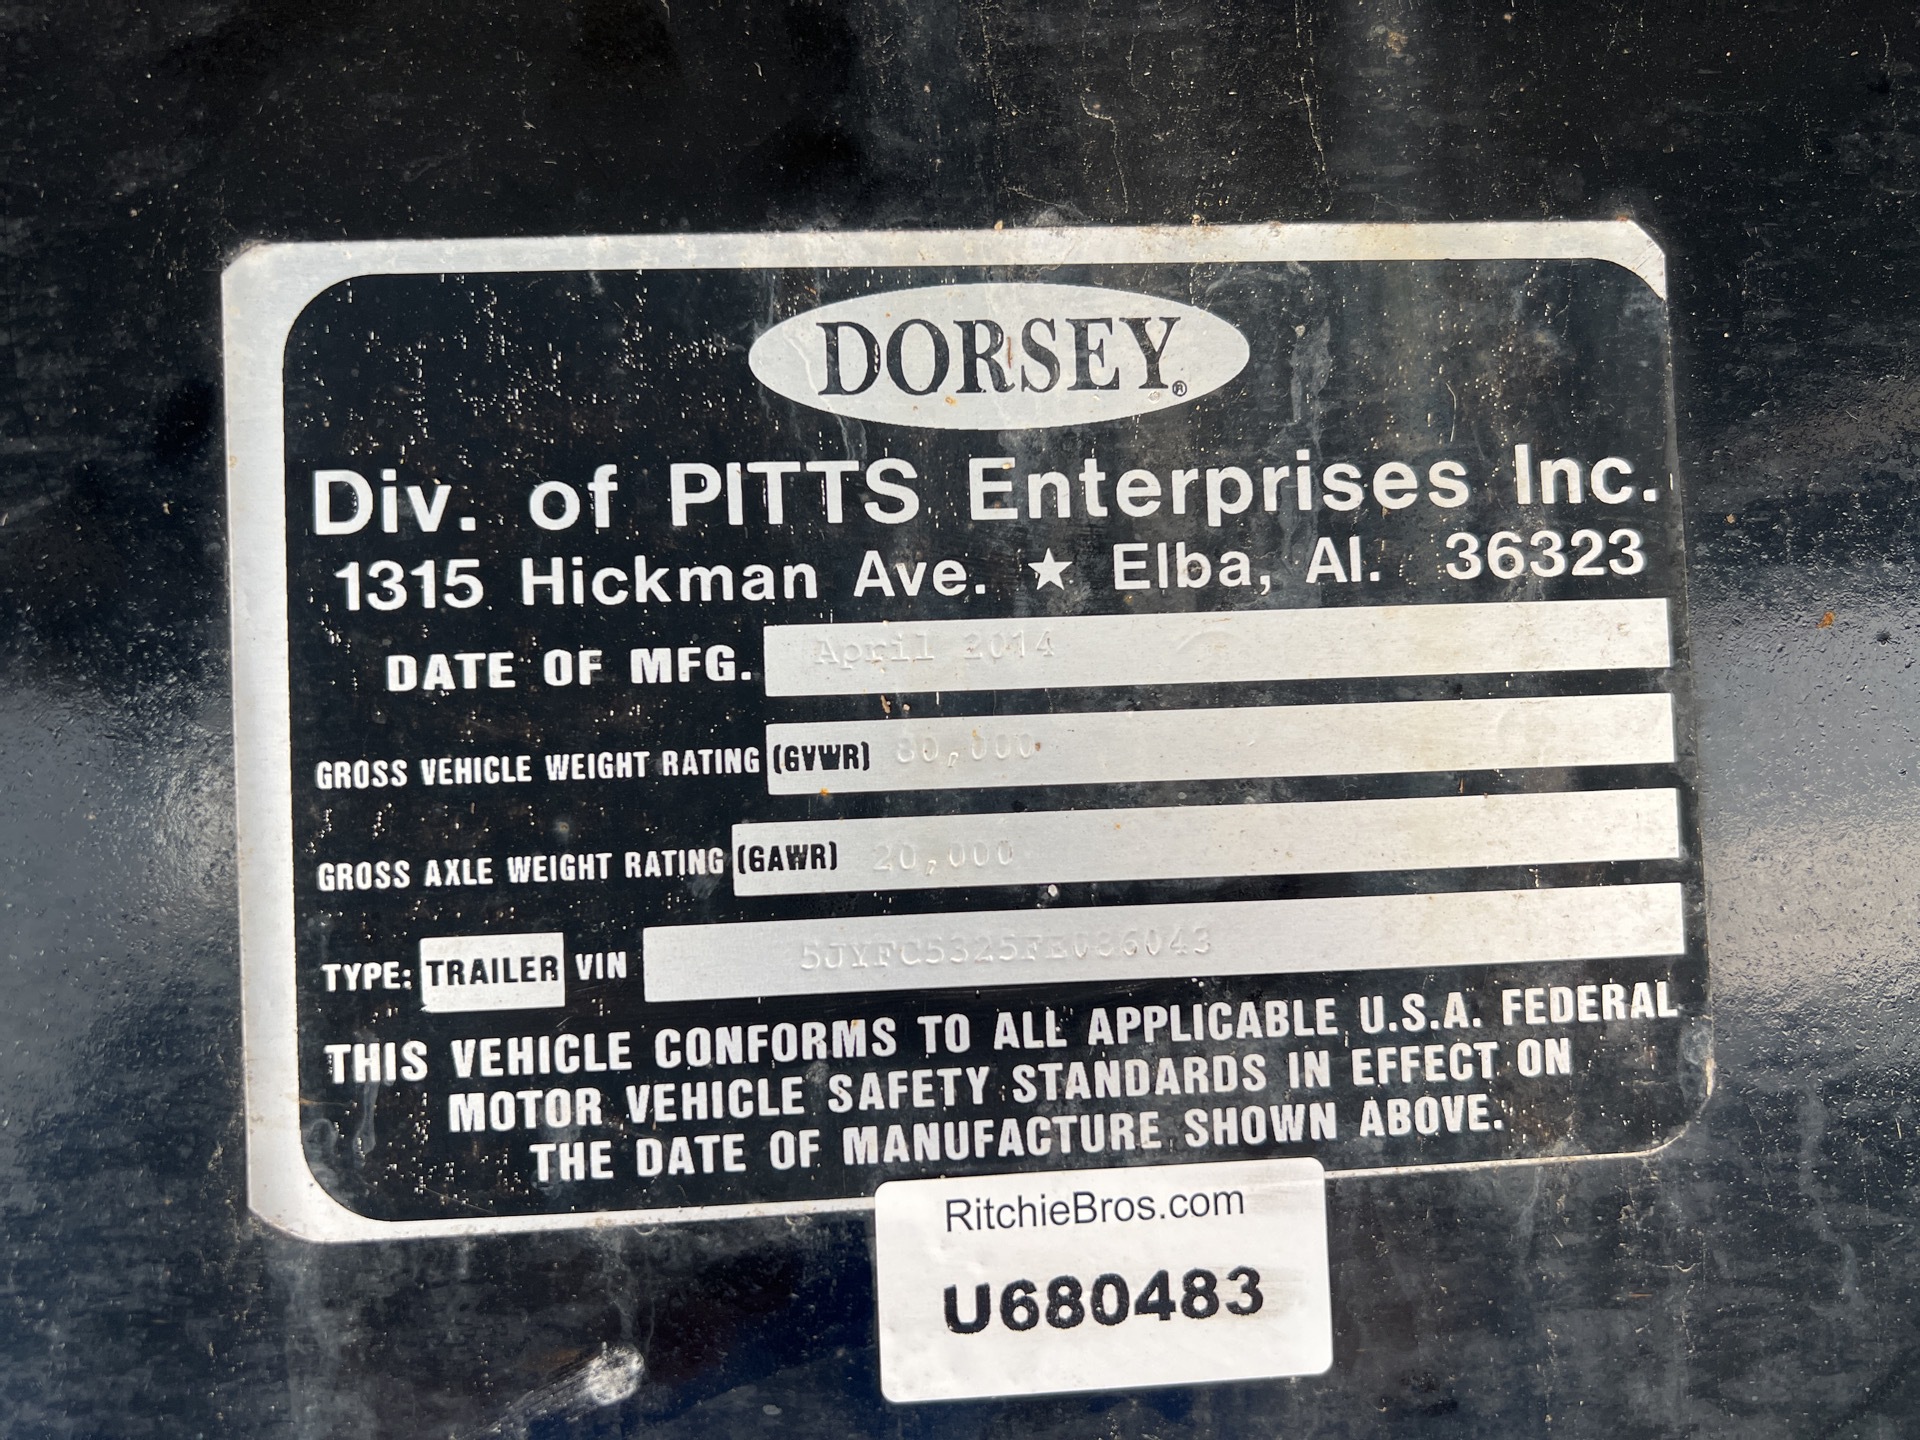 DORSEY®
Div. of PITTS Enterprises Inc.
1315 Hickman Ave. ★ Elba, Al. 36323
DATE OF MFG. April 2014
GROSS VEHICLE WEIGHT RATING (GVWR) 80,000
GROSS AXLE WEIGHT RATING (GAWR) 20,000
TYPE: TRAILER VIN 5JYFC5325FE086043
THIS VEHICLE CONFORMS TO ALL APPLICABLE U.S.A. FEDERAL
MOTOR VEHICLE SAFETY STANDARDS IN EFFECT ON
THE DATE OF MANUFACTURE SHOWN ABOVE.
RitchieBros.com
U680483